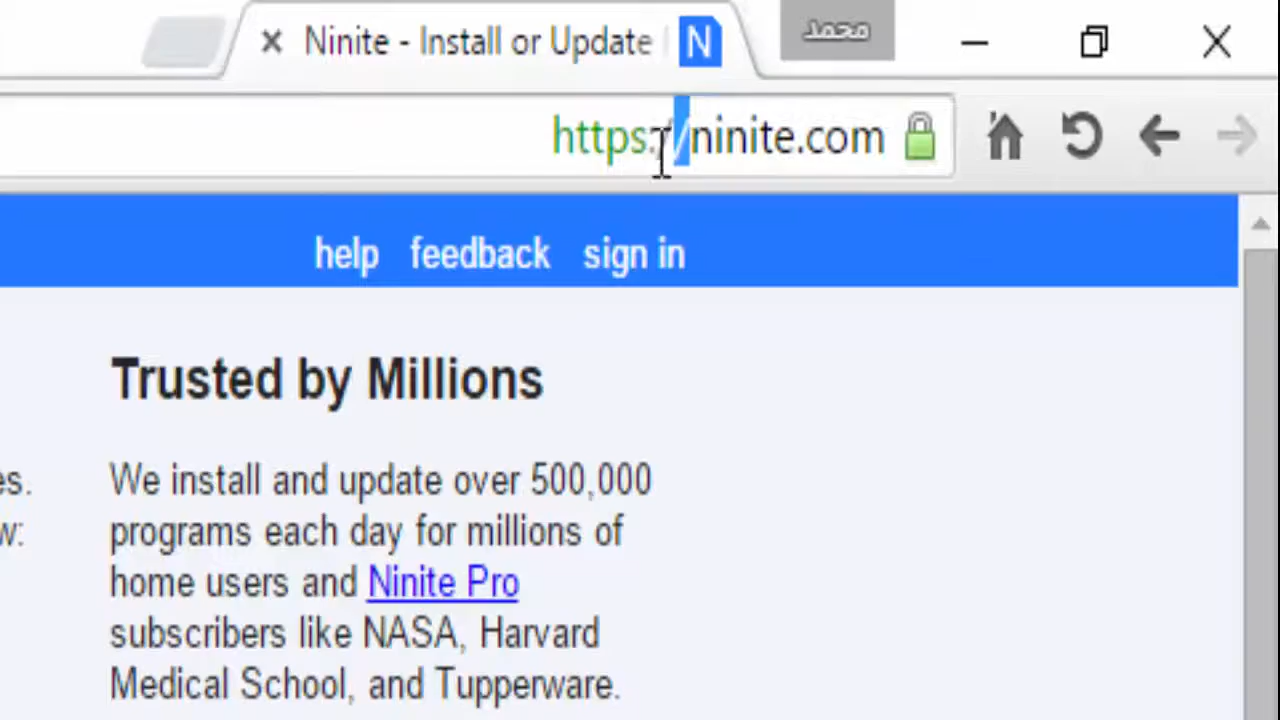 Ninite - Install or Update
N
محمد
https://ninite.com
help feedback sign in
Trusted by Millions
We install and update over 500,000
programs each day for millions of
home users and Ninite Pro
subscribers like NASA, Harvard
Medical School, and Tupperware.
es.
w: